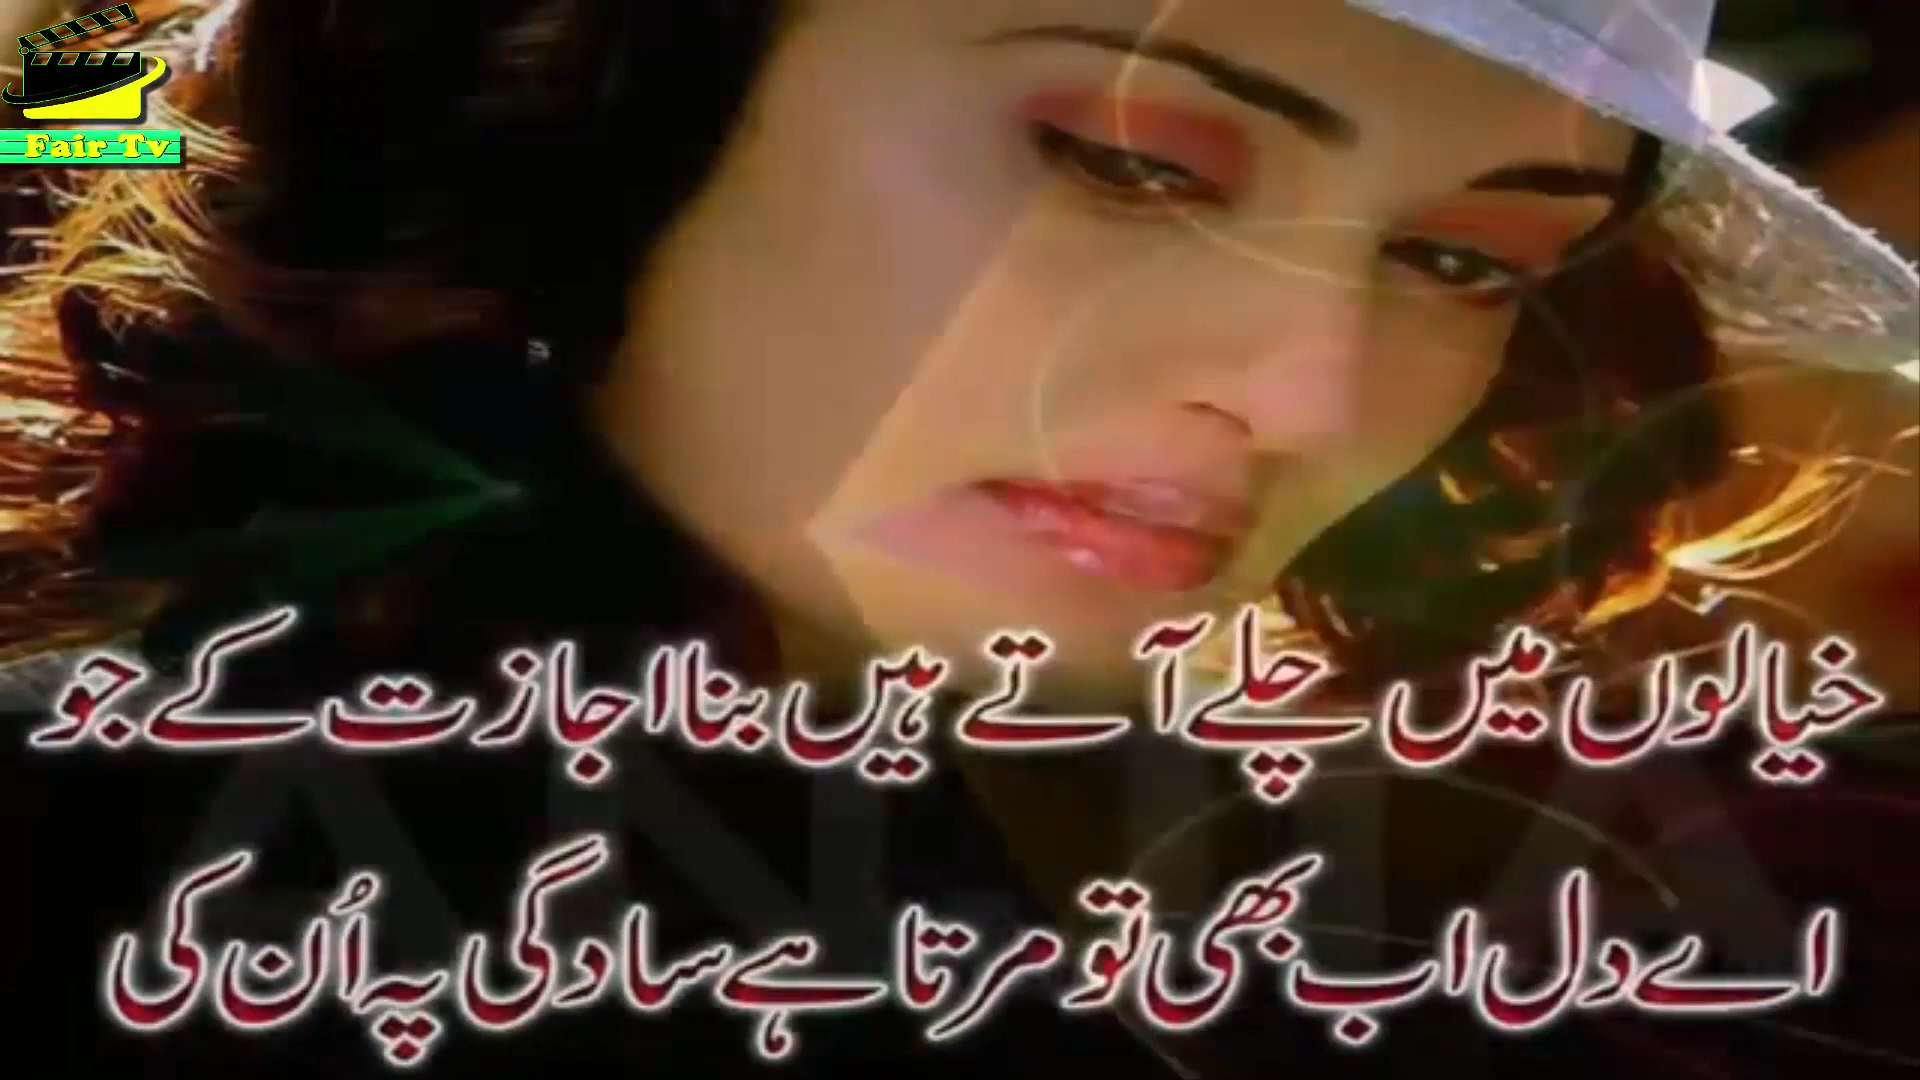 Fair Tv
خیالوں میں چلے آتے ہیں بنا اجازت کے جو
اے دل اب بھی تو مرتا ہے سادگی پہ اُن کی